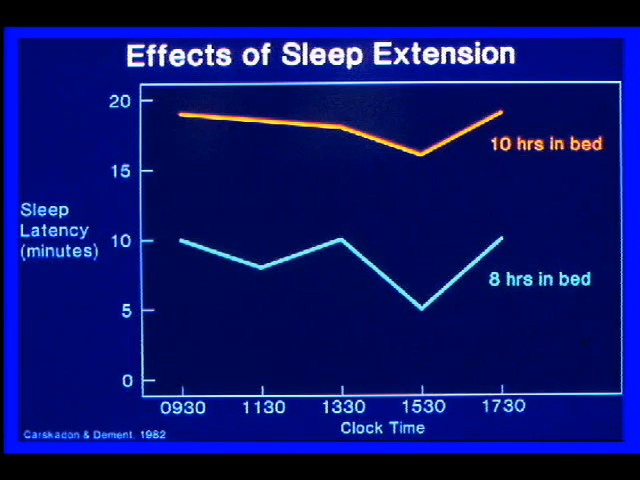 Effects of Sleep Extension
20
15
10
5
0
Sleep
Latency
(minutes)
10 hrs in bed
8 hrs in bed
0930 1130 1330 1530 1730
Clock Time
Carskadon & Dement, 1982